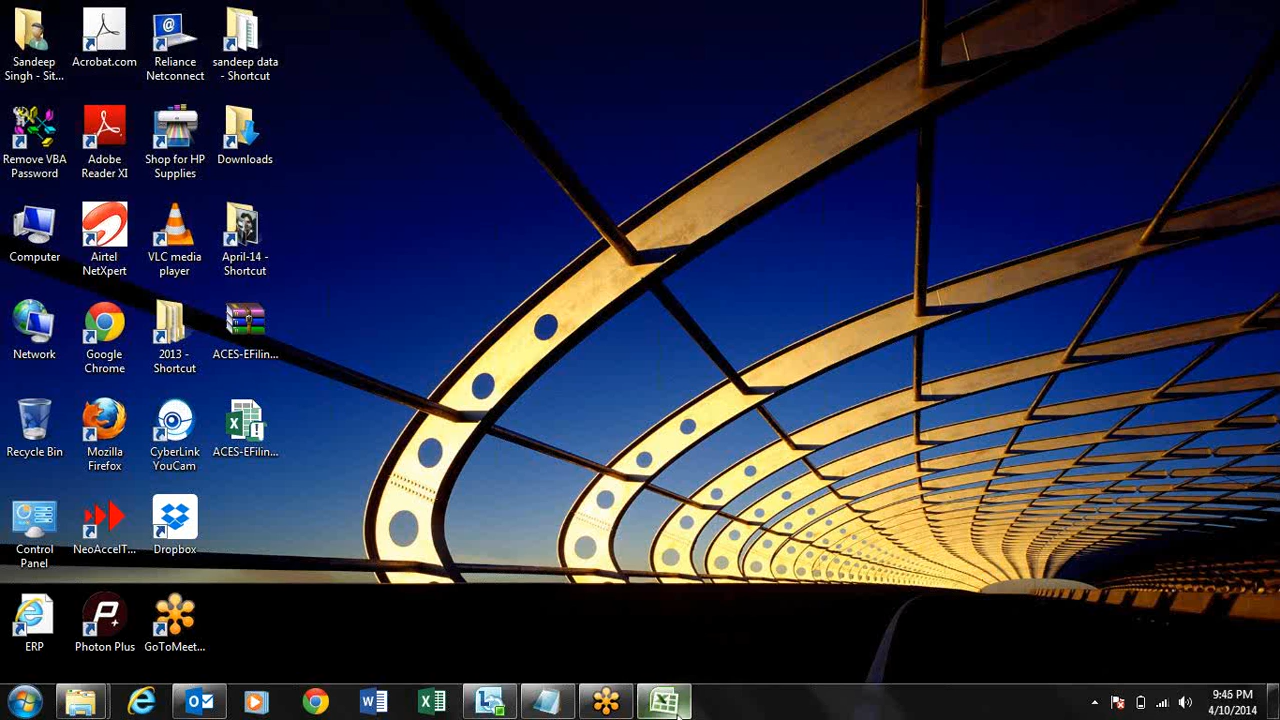 Sandeep
Singh - Sit...
Acrobat.com
Reliance
Netconnect
sandeep data
- Shortcut
Remove VBA
Password
Adobe
Reader XI
Shop for HP
Supplies
Downloads
Computer
Airtel
NetXpert
VLC media
player
April-14 -
Shortcut
Network
Google
Chrome
2013 -
Shortcut
ACES-EFilin...
Recycle Bin
Mozilla
Firefox
CyberLink
YouCam
ACES-EFilin...
Control
Panel
NeoAccelT...
Dropbox
ERP
Photon Plus
GoToMeet...
9:46 PM
4/10/2014